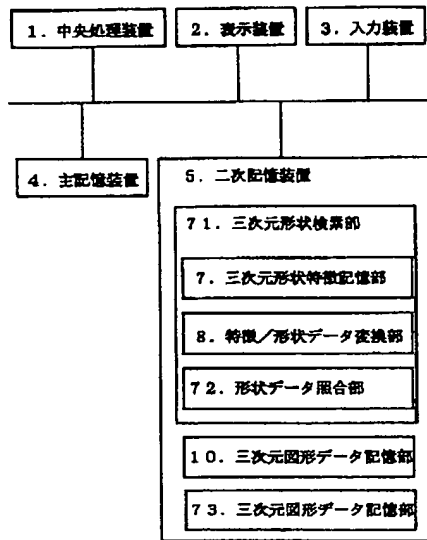 1. 中央処理装置
2. 表示装置
3. 入力装置
4. 主記憶装置
5. 二次記憶装置
71. 三次元形状検索部
7. 三次元形状特徴記憶部
8. 特徴／形状データ変換部
72. 形状データ照合部
10. 三次元図形データ記憶部
73. 三次元図形データ記憶部